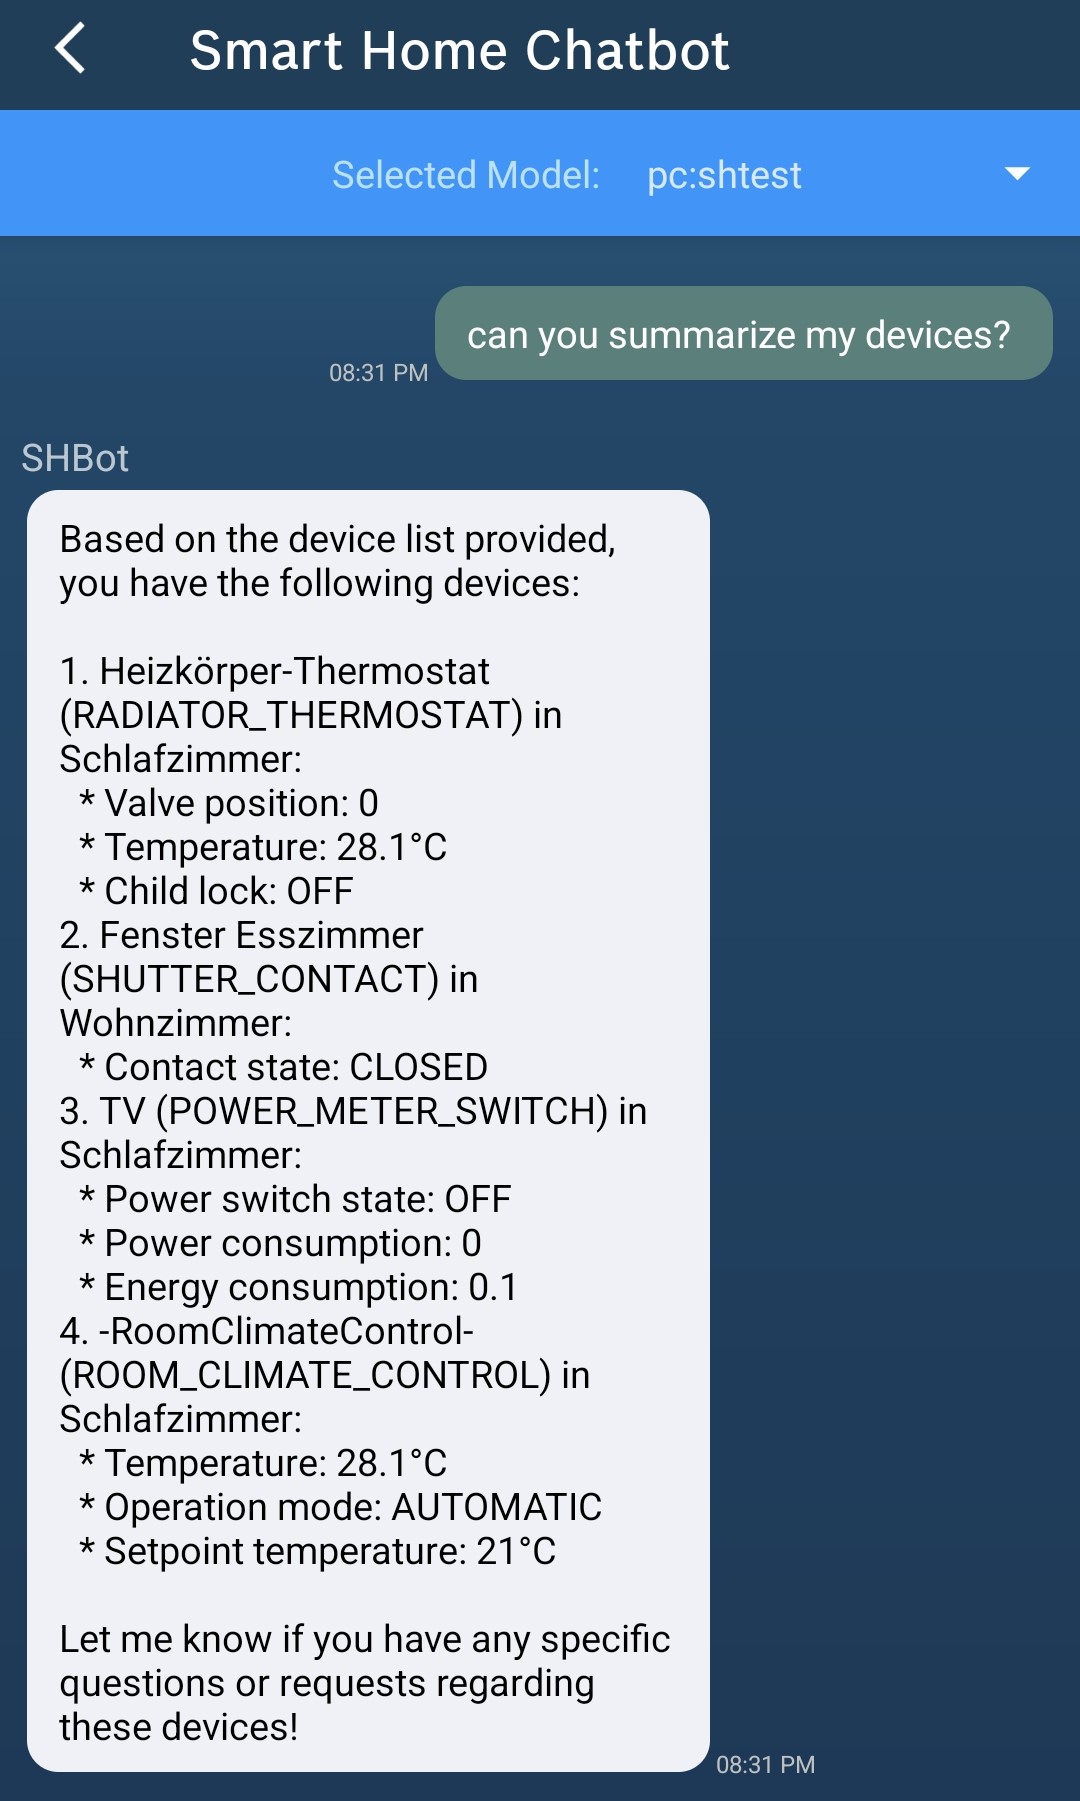 Smart Home Chatbot
Selected Model: pc:shtest
can you summarize my devices?
08:31 PM
SHBot
Based on the device list provided,
you have the following devices:
1. Heizkörper-Thermostat
(RADIATOR_THERMOSTAT) in
Schlafzimmer:
* Valve position: 0
* Temperature: 28.1°C
* Child lock: OFF
2. Fenster Esszimmer
(SHUTTER_CONTACT) in
Wohnzimmer:
* Contact state: CLOSED
3. TV (POWER_METER_SWITCH) in
Schlafzimmer:
* Power switch state: OFF
* Power consumption: 0
* Energy consumption: 0.1
4. -RoomClimateControl-
(ROOM_CLIMATE_CONTROL) in
Schlafzimmer:
* Temperature: 28.1°C
* Operation mode: AUTOMATIC
* Setpoint temperature: 21°C
Let me know if you have any specific
questions or requests regarding
these devices!
08:31 PM